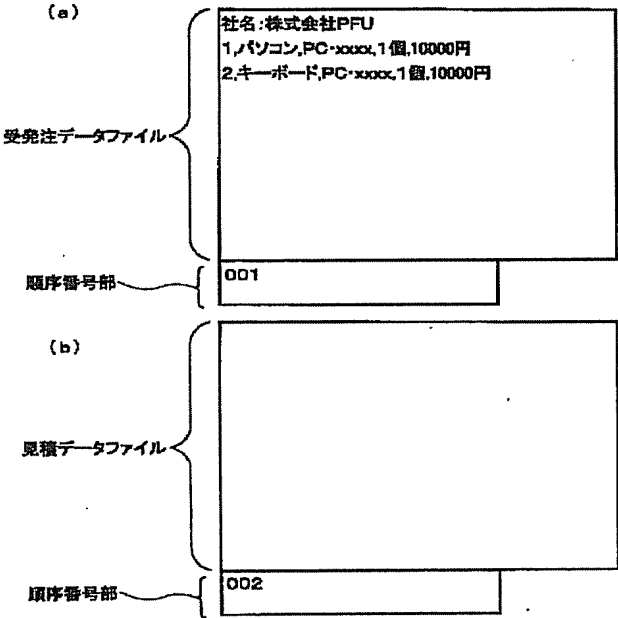 (a)
社名:株式会社PFU
1,パソコン,PC・xxxx,1個,10000円
2,キーボード,PC・xxxx,1個,10000円
受発注データファイル
順序番号部
001
(b)
見積データファイル
順序番号部
002